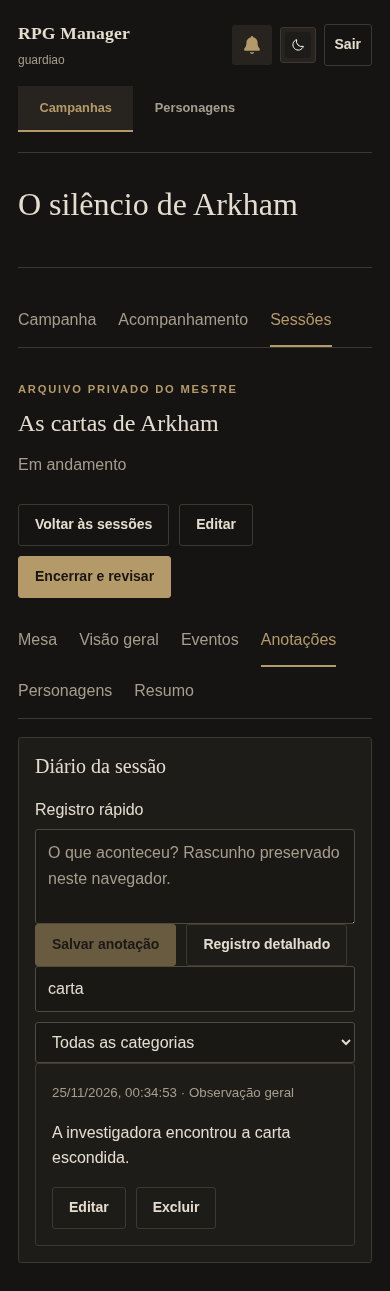 RPG Manager
guardiao
Sair
Campanhas Personagens
O silêncio de Arkham
Campanha Acompanhamento Sessões
ARQUIVO PRIVADO DO MESTRE
As cartas de Arkham
Em andamento
Voltar às sessões Editar
Encerrar e revisar
Mesa Visão geral Eventos Anotações
Personagens Resumo
Diário da sessão
Registro rápido
O que aconteceu? Rascunho preservado
neste navegador.
Salvar anotação Registro detalhado
carta
Todas as categorias
25/11/2026, 00:34:53 · Observação geral
A investigadora encontrou a carta
escondida.
Editar Excluir